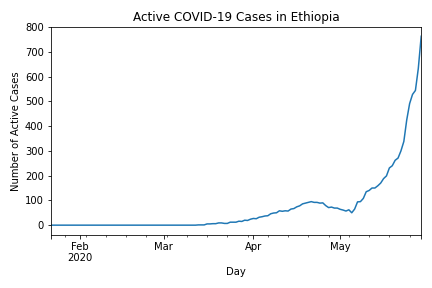 Active COVID-19 Cases in Ethiopia
800
700
600
500
400
300
200
100
0
Number of Active Cases
Feb
2020
Mar
Apr
May
Day